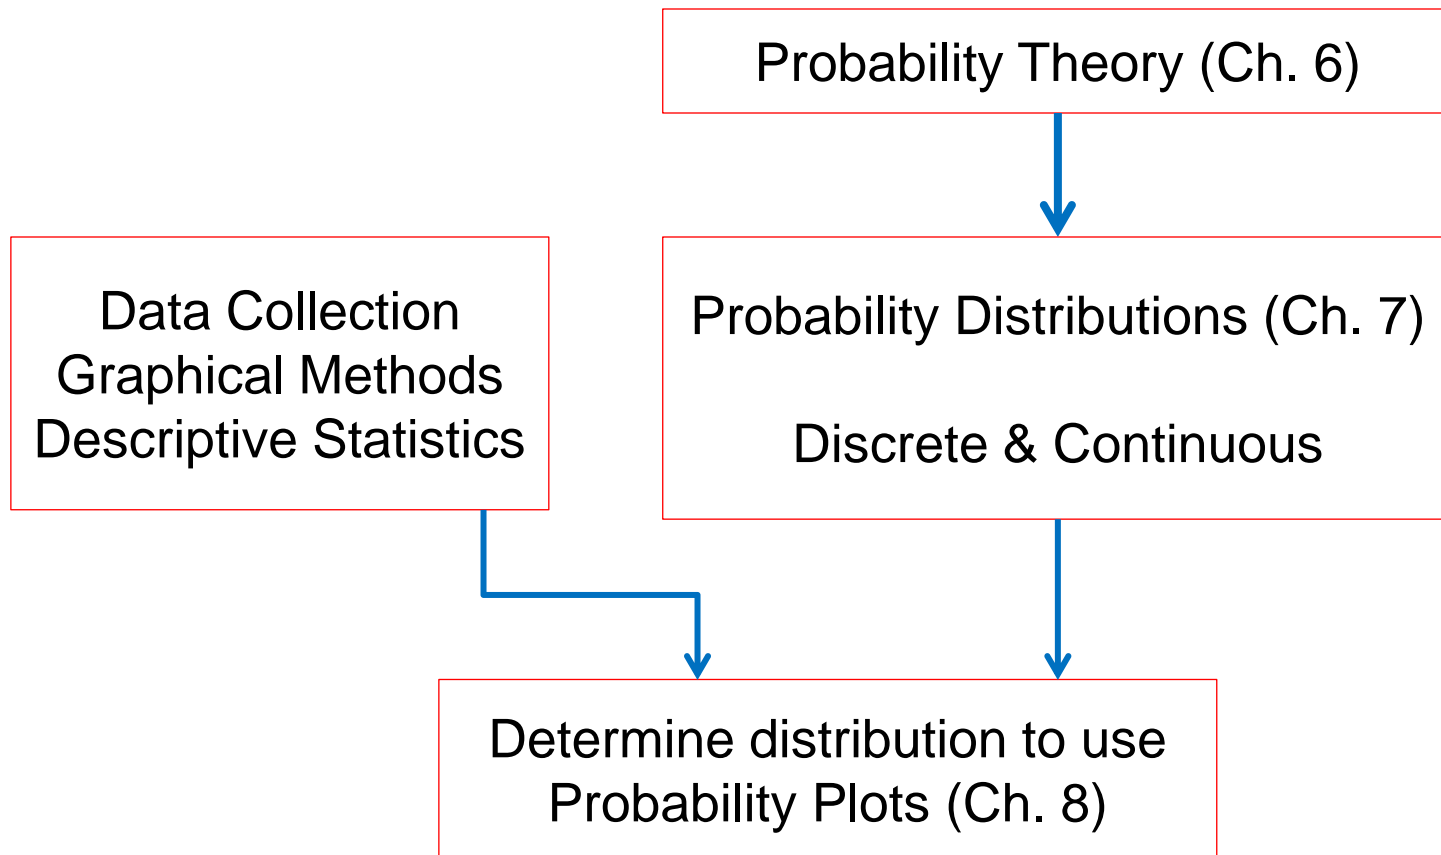 Probability Theory (Ch. 6)
Data Collection
Graphical Methods
Descriptive Statistics
Probability Distributions (Ch. 7)
Discrete & Continuous
Determine distribution to use
Probability Plots (Ch. 8)